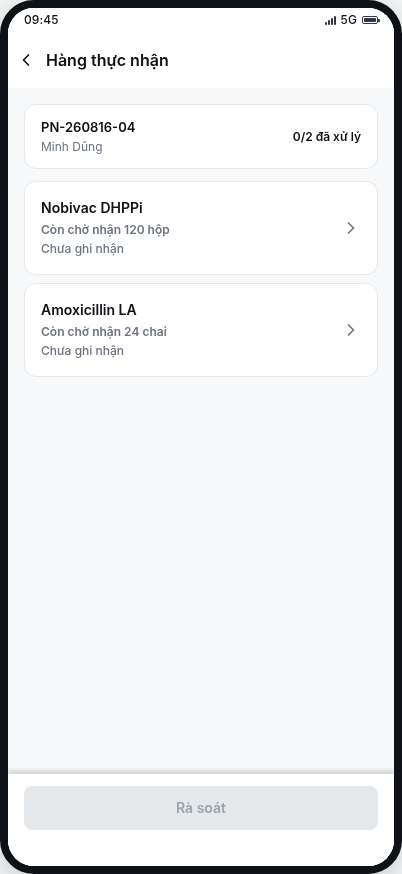 09:45 5G
Hàng thực nhận
PN-260816-04
Minh Dũng
0/2 đã xử lý
Nobivac DHPPi
Còn chờ nhận 120 hộp
Chưa ghi nhận
Amoxicillin LA
Còn chờ nhận 24 chai
Chưa ghi nhận
Rà soát